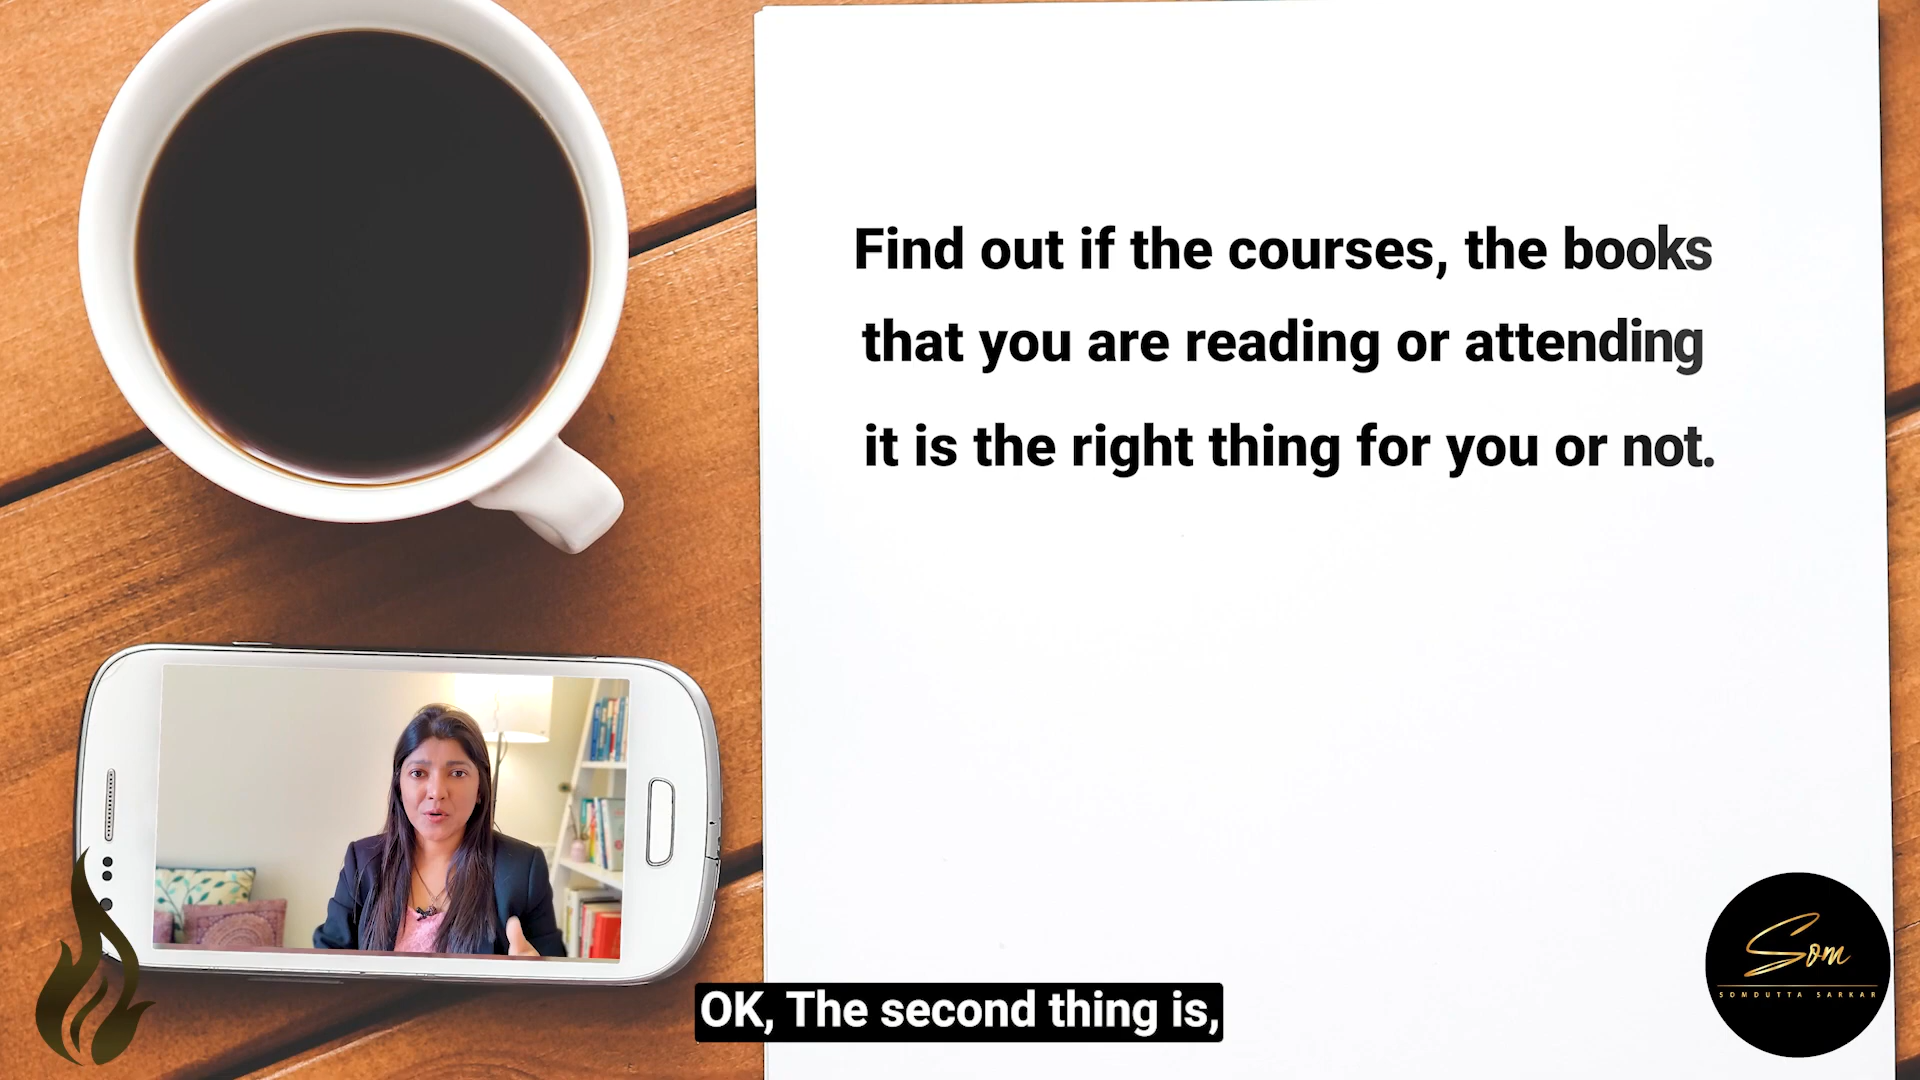 Find out if the courses, the books
that you are reading or attending
it is the right thing for you or not.
OK, The second thing is,
Som
SOMDUTTA SARKAR